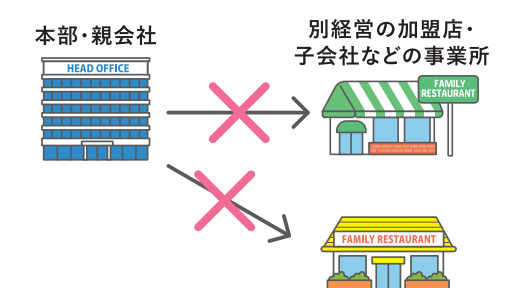 本部・親会社
別経営の加盟店・
子会社などの事業所
HEAD OFFICE
FAMILY
RESTAURANT
FAMILY RESTAURANT